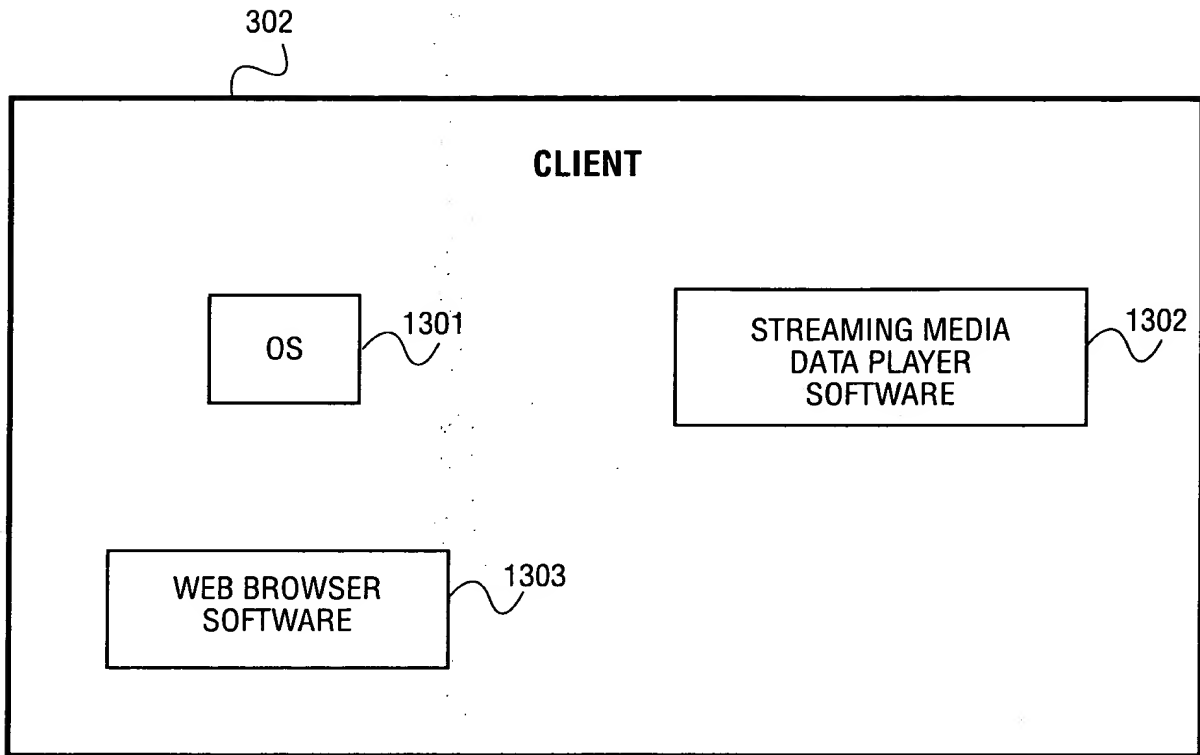 302
CLIENT
OS
1301
STREAMING MEDIA
DATA PLAYER
SOFTWARE
1302
WEB BROWSER
SOFTWARE
1303